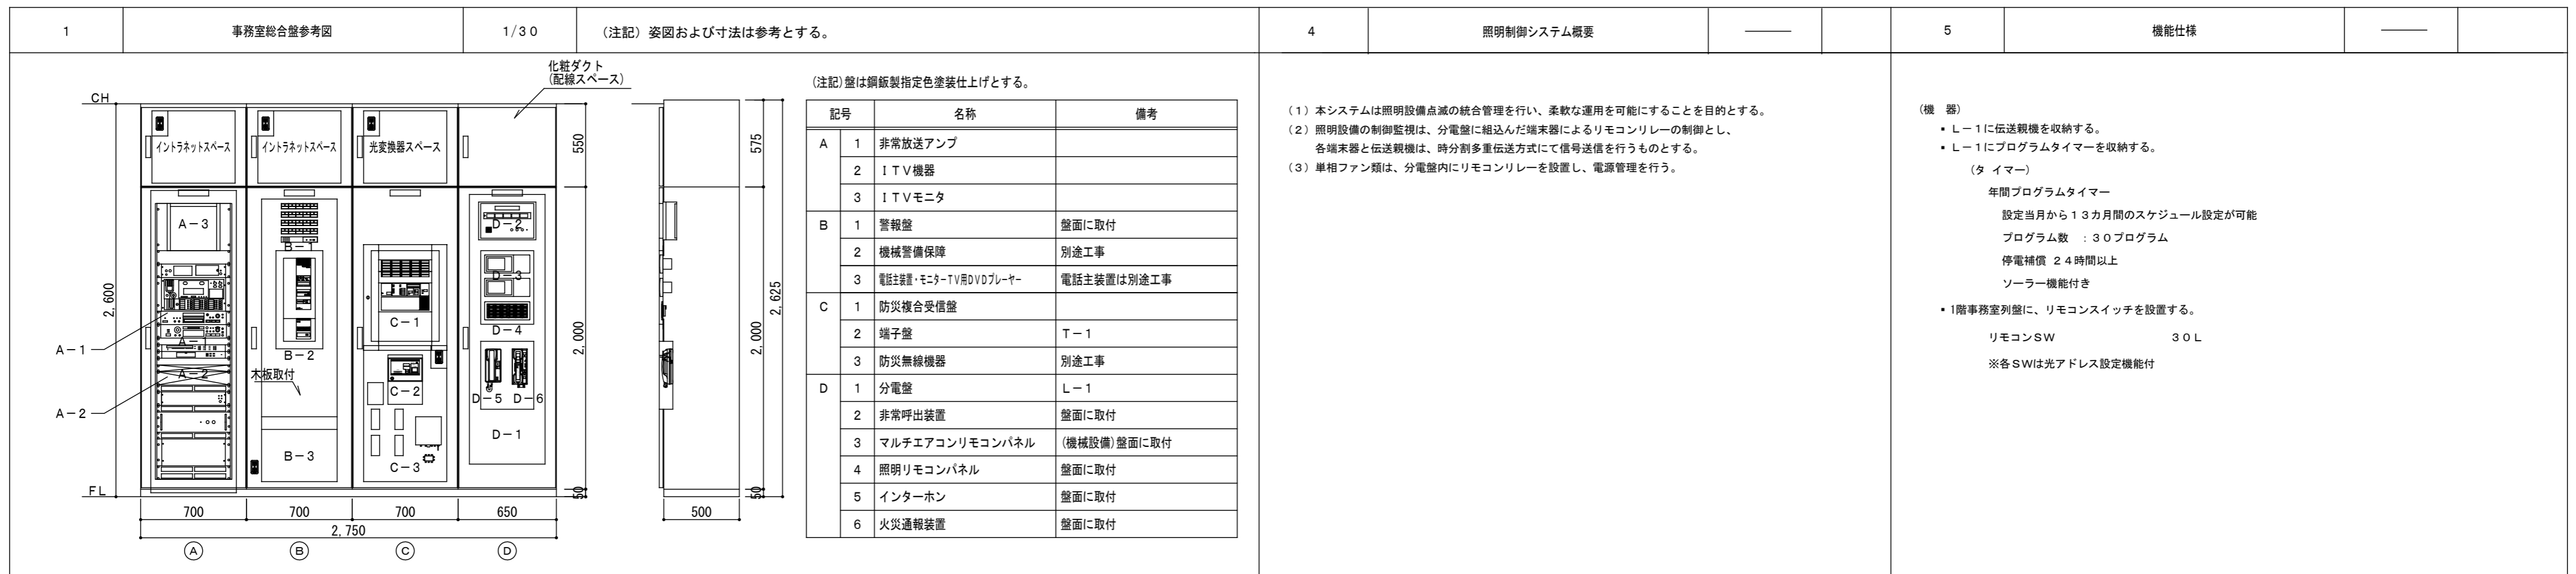 1 事務室総合盤参考図 1/30 (注記)姿図および寸法は参考とする。
化粧ダクト
(配線スペース)
CH
イントラネットスペース イントラネットスペース 光変換器スペース
A-3
B-1
D-2
D-3
C-1
D-4
A-1
A-1
B-2
A-2
木板取付
C-2
D-5 D-6
A-2
D-1
B-3
C-3
FL
2,600
550
2,000
50
700 700 700 650
2,750
A B C D
575
2,000
2,625
50
500
(注記)盤は鋼鈑製指定色塗装仕上げとする。
記号 名称 備考
A 1 非常放送アンプ
2 ITV機器
3 ITVモニタ
B 1 警報盤 盤面に取付
2 機械警備保障 別途工事
3 電話主装置・モニターTV用DVDプレーヤー 電話主装置は別途工事
C 1 防災複合受信盤
2 端子盤 T-1
3 防災無線機器 別途工事
D 1 分電盤 L-1
2 非常呼出装置 盤面に取付
3 マルチエアコンリモコンパネル (機械設備)盤面に取付
4 照明リモコンパネル 盤面に取付
5 インターホン 盤面に取付
6 火災通報装置 盤面に取付
4 照明制御システム概要
(1)本システムは照明設備点滅の統合管理を行い、柔軟な運用を可能にすることを目的とする。
(2)照明設備の制御監視は、分電盤に組込んだ端末器によるリモコンリレーの制御とし、
各端末器と伝送親機は、時分割多重伝送方式にて信号送信を行うものとする。
(3)単相ファン類は、分電盤内にリモコンリレーを設置し、電源管理を行う。
5 機能仕様
(機 器)
▪ L-1に伝送親機を収納する。
▪ L-1にプログラムタイマーを収納する。
(タ イマー)
年間プログラムタイマー
設定当月から13カ月間のスケジュール設定が可能
プログラム数 :30プログラム
停電補償 24時間以上
ソーラー機能付き
▪ 1階事務室列盤に、リモコンスイッチを設置する。
リモコンSW 30L
※各SWは光アドレス設定機能付